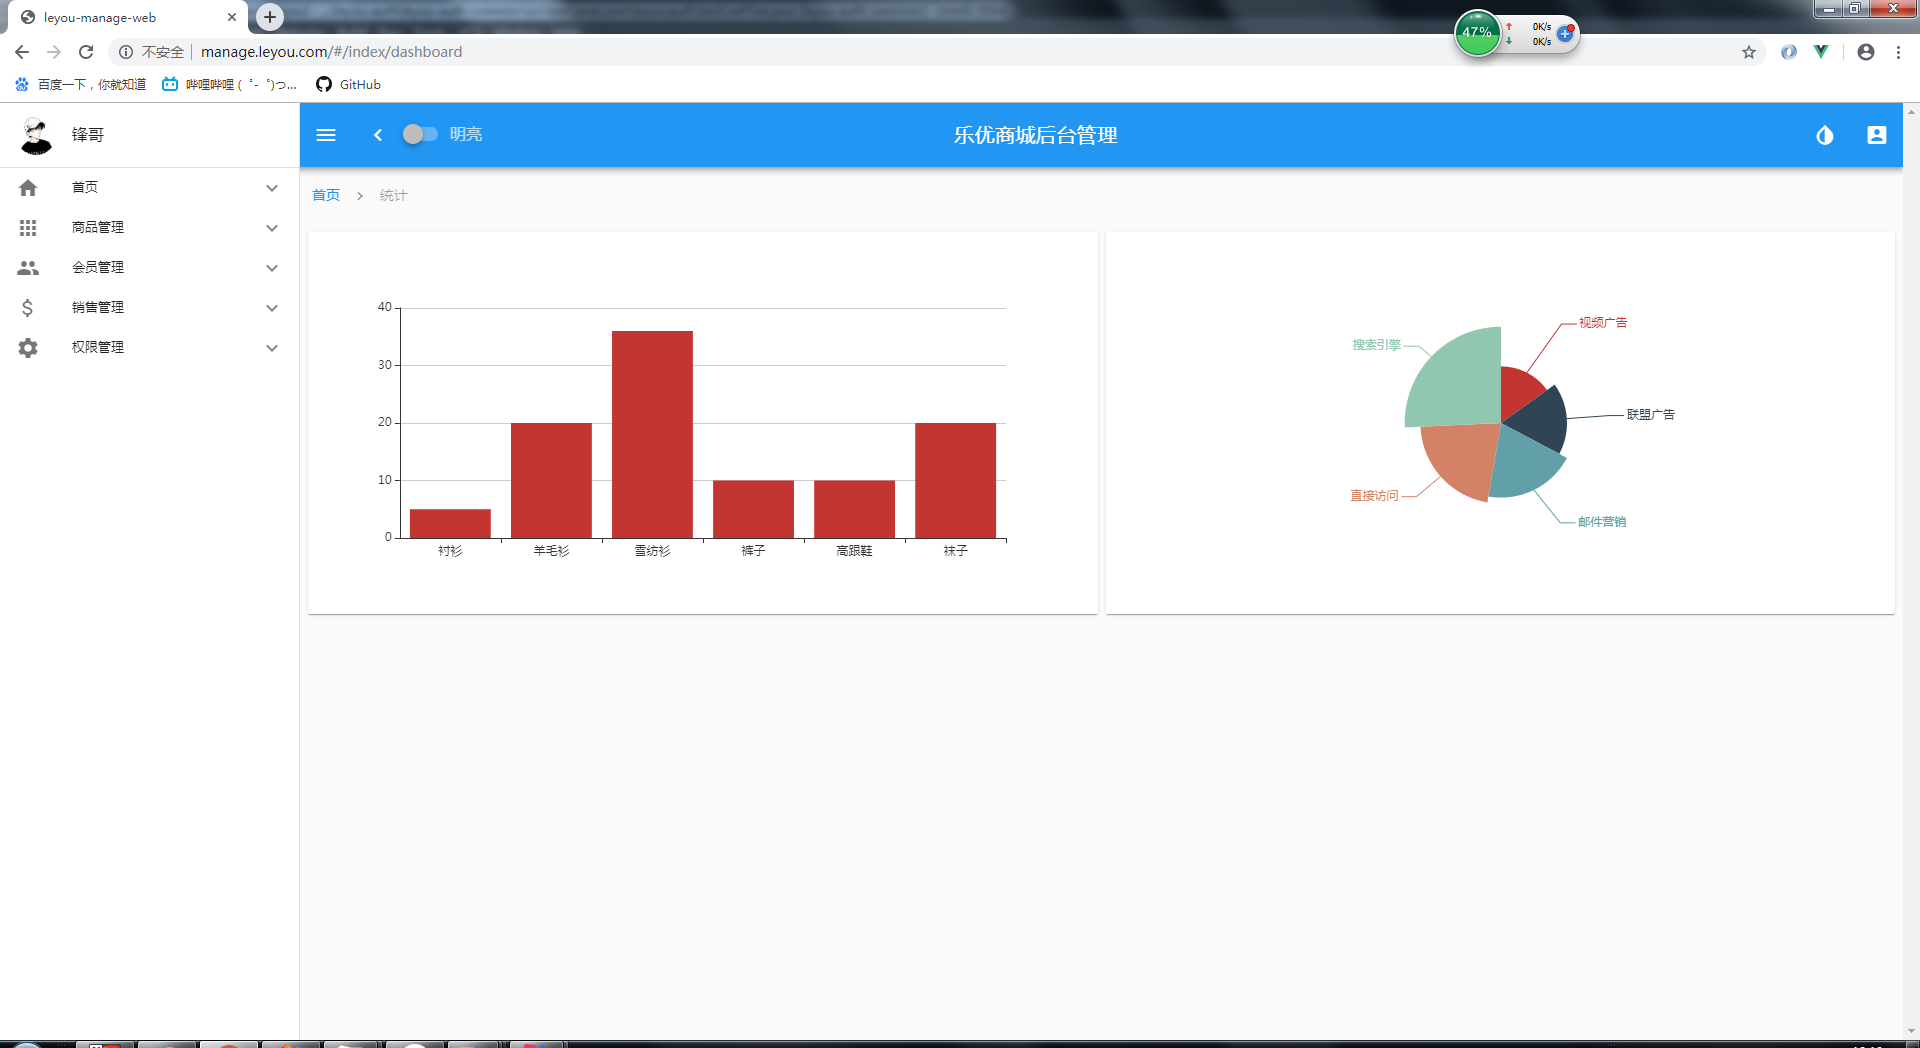 leyou-manage-web
47%
0K/s
0K/s
不安全
manage.leyou.com/#/index/dashboard
百度一下，你就知道
哔哩哔哩 ( ゜- ゜)つ...
GitHub
锋哥
明亮
乐优商城后台管理
首页
商品管理
会员管理
销售管理
权限管理
首页 > 统计
40
30
20
10
0
衬衫
羊毛衫
雪纺衫
裤子
高跟鞋
袜子
视频广告
搜索引擎
联盟广告
直接访问
邮件营销